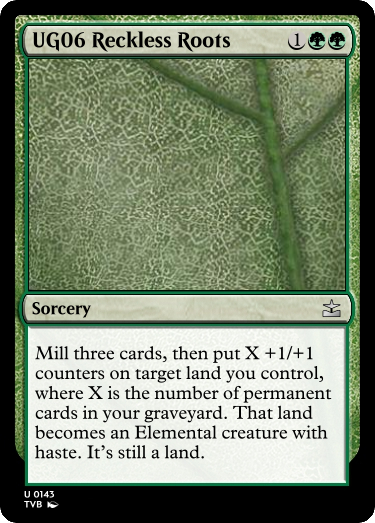 UG06 Reckless Roots 1
Sorcery
Mill three cards, then put X +1/+1
counters on target land you control,
where X is the number of permanent
cards in your graveyard. That land
becomes an Elemental creature with
haste. It's still a land.
U 0143
TVB